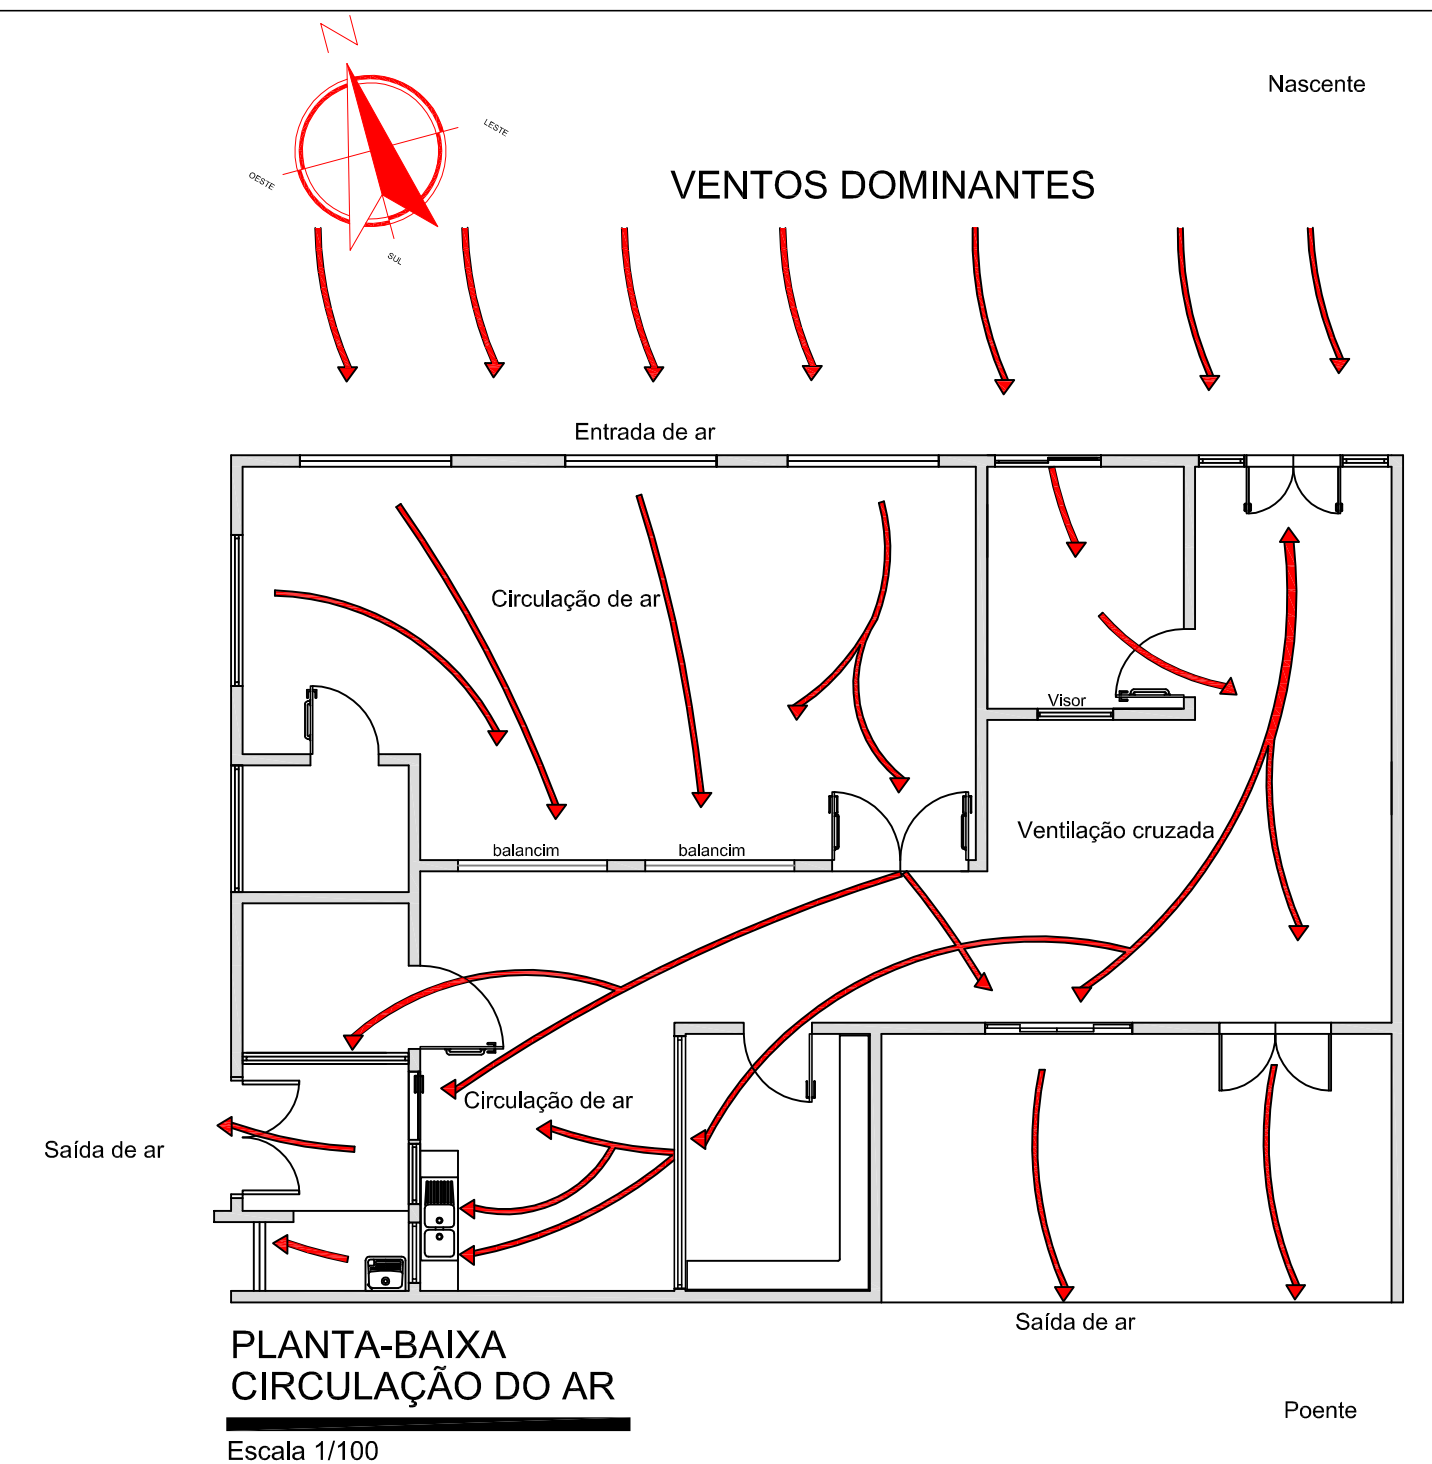 N
Nascente
LESTE
OESTE
VENTOS DOMINANTES
SUL
Entrada de ar
Circulação de ar
Visor
Ventilação cruzada
balancim
balancim
Circulação de ar
Saída de ar
Saída de ar
PLANTA-BAIXA
CIRCULAÇÃO DO AR
Poente
Escala 1/100